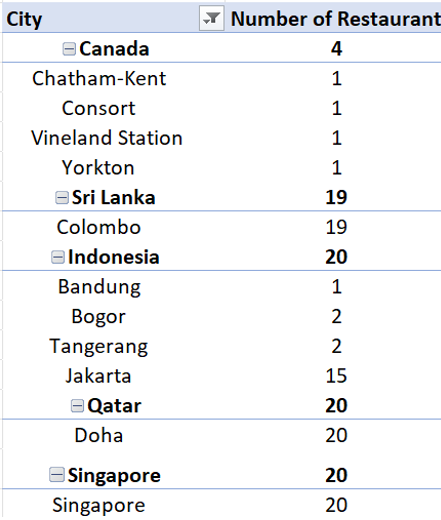 City Number of Restaurant
Canada 4
Chatham-Kent 1
Consort 1
Vineland Station 1
Yorkton 1
Sri Lanka 19
Colombo 19
Indonesia 20
Bandung 1
Bogor 2
Tangerang 2
Jakarta 15
Qatar 20
Doha 20
Singapore 20
Singapore 20